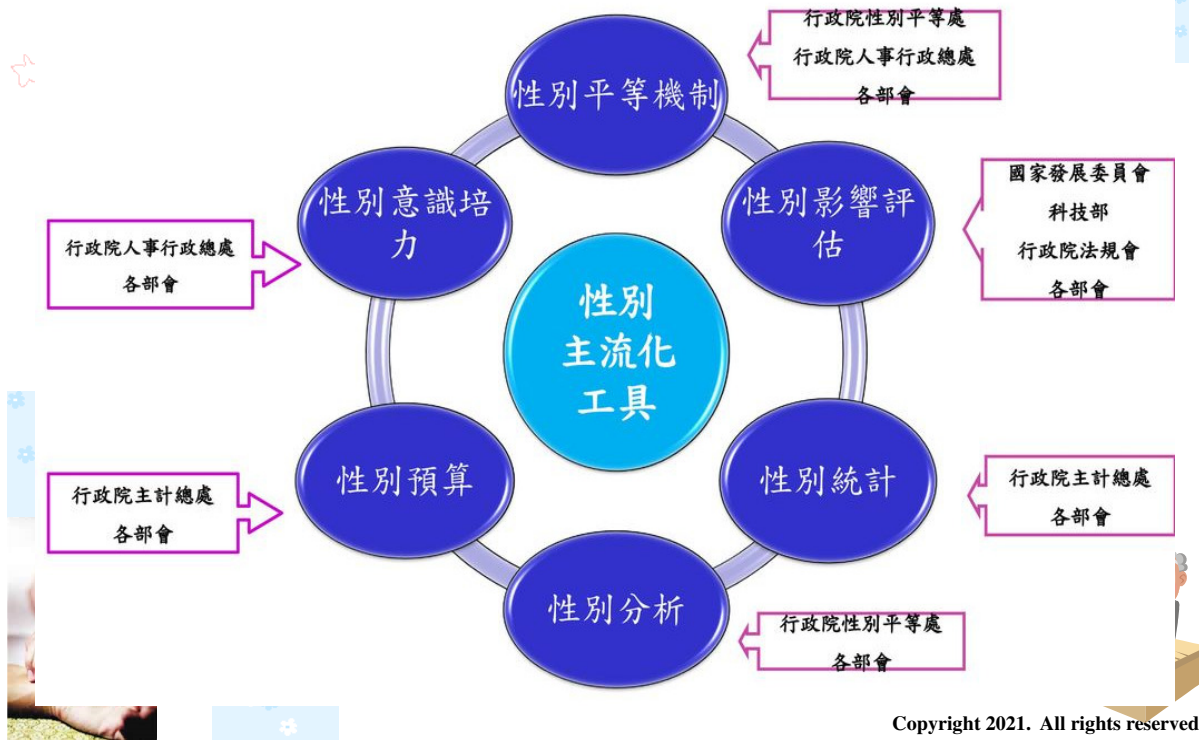 行政院性別平等處
行政院人事行政總處
各部會
性別平等機制
國家發展委員會
科技部
行政院法規會
各部會
性別影響評
估
性別意識培
力
行政院人事行政總處
各部會
性別
主流化
工具
性別預算
行政院主計總處
各部會
性別統計
行政院主計總處
各部會
性別分析
行政院性別平等處
各部會
Copyright 2021. All rights reserved